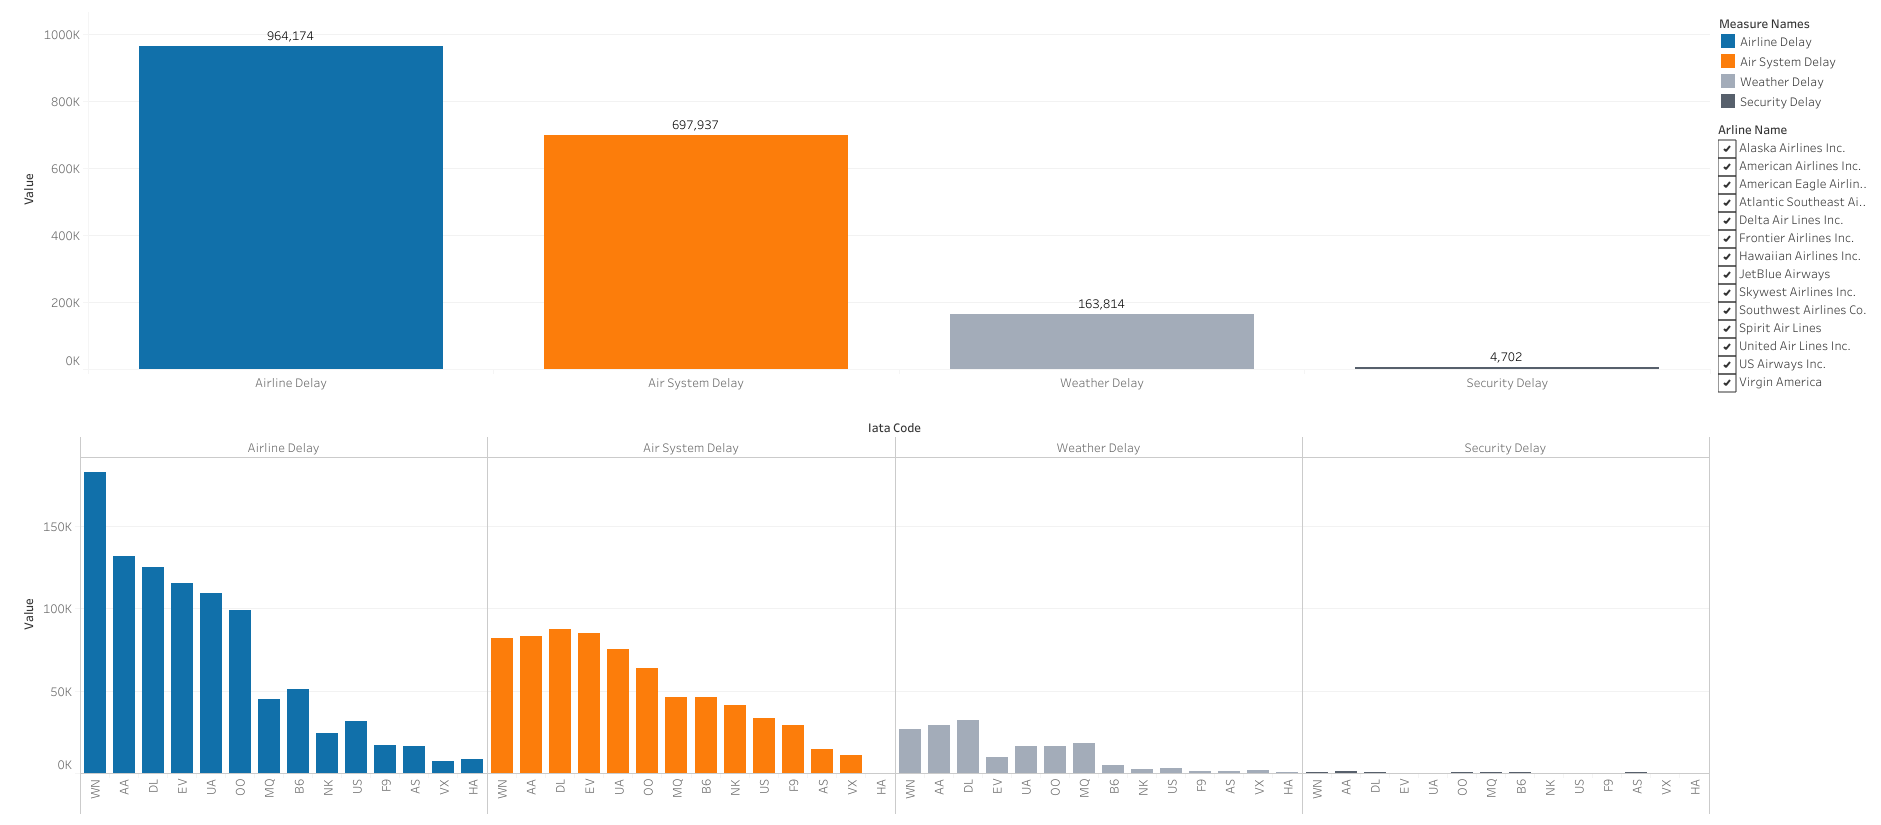 1000K
800K
600K
400K
200K
0K
Value
964,174
697,937
163,814
4,702
Airline Delay
Air System Delay
Weather Delay
Security Delay
Measure Names
Airline Delay
Air System Delay
Weather Delay
Security Delay
Arline Name
Alaska Airlines Inc.
American Airlines Inc.
American Eagle Airlin..
Atlantic Southeast Ai..
Delta Air Lines Inc.
Frontier Airlines Inc.
Hawaiian Airlines Inc.
JetBlue Airways
Skywest Airlines Inc.
Southwest Airlines Co.
Spirit Air Lines
United Air Lines Inc.
US Airways Inc.
Virgin America
Iata Code
Airline Delay
Air System Delay
Weather Delay
Security Delay
150K
100K
50K
0K
Value
WN
AA
DL
EV
UA
OO
MQ
B6
NK
US
F9
AS
VX
HA
WN
AA
DL
EV
UA
OO
MQ
B6
NK
US
F9
AS
VX
HA
WN
AA
DL
EV
UA
OO
MQ
B6
NK
US
F9
AS
VX
HA
WN
AA
DL
EV
UA
OO
MQ
B6
NK
US
F9
AS
VX
HA